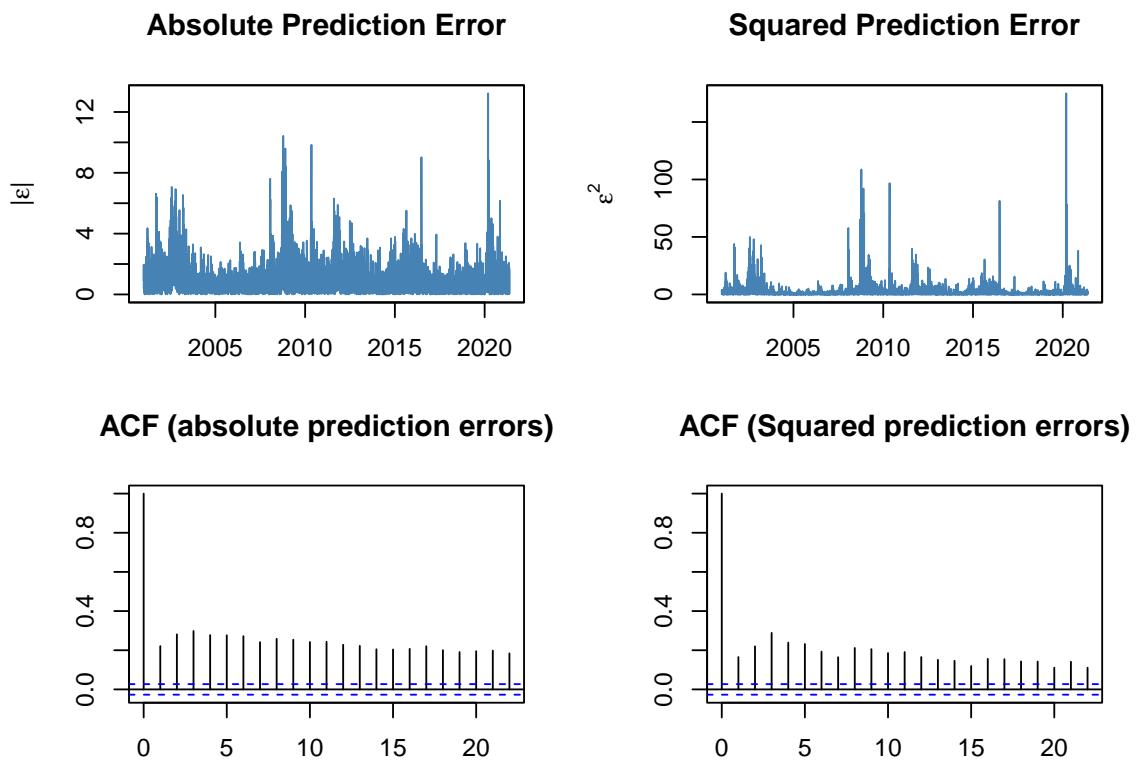 Absolute Prediction Error
|ε|
12
8
4
0
2005 2010 2015 2020
Squared Prediction Error
ε²
100
50
0
2005 2010 2015 2020
ACF (absolute prediction errors)
0.8
0.4
0.0
0 5 10 15 20
ACF (Squared prediction errors)
0.8
0.4
0.0
0 5 10 15 20